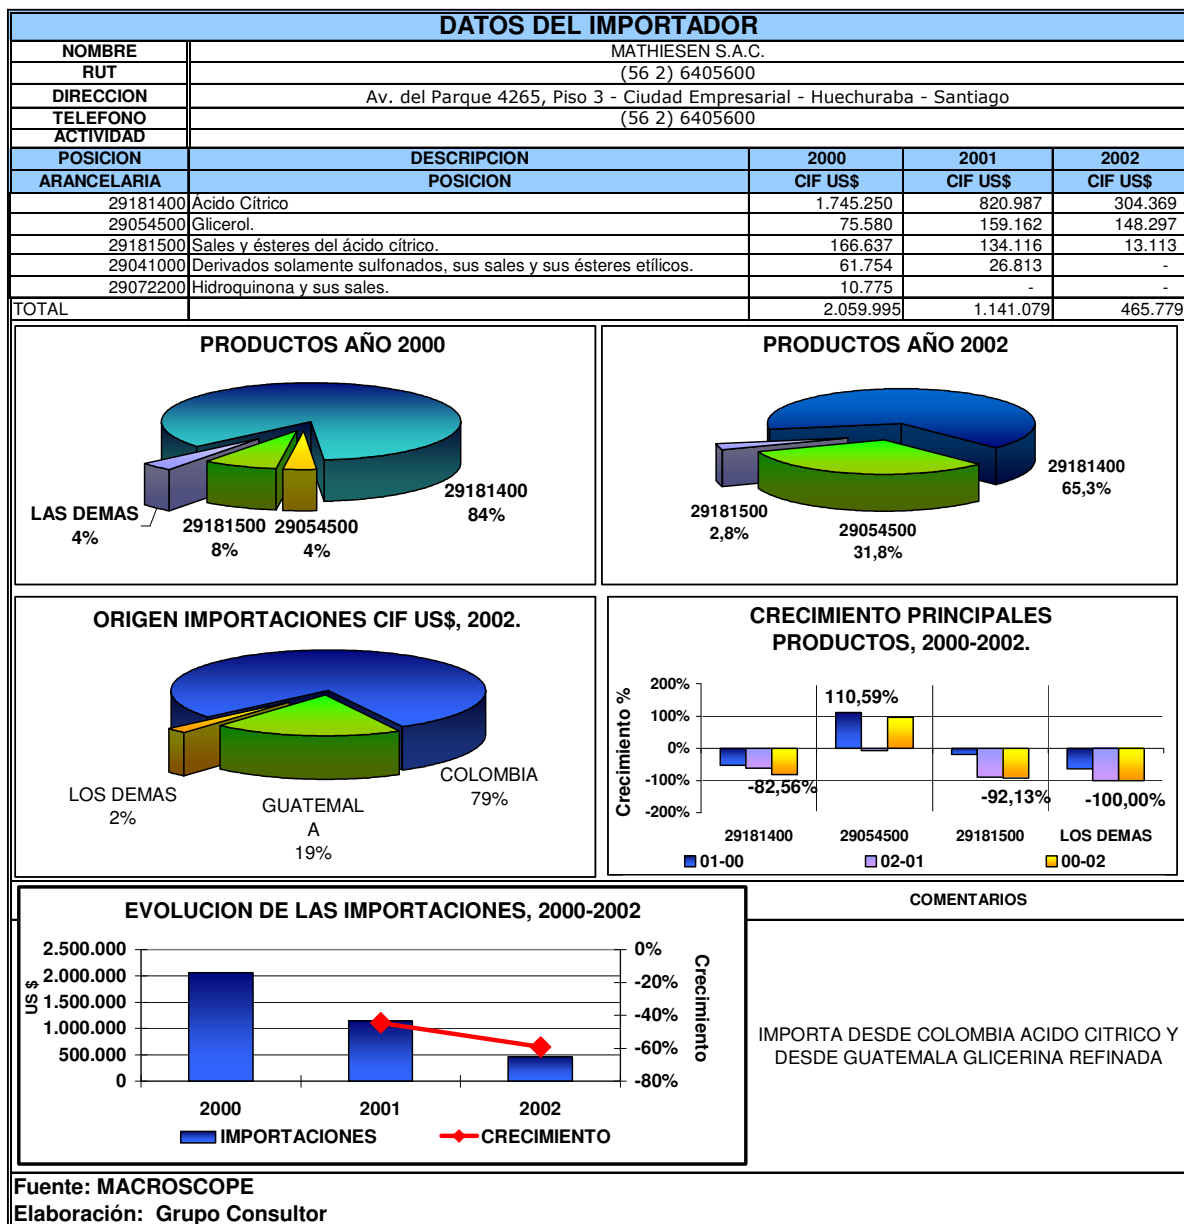 DATOS DEL IMPORTADOR
NOMBRE MATHIESEN S.A.C.
RUT (56 2) 6405600
DIRECCION Av. del Parque 4265, Piso 3 - Ciudad Empresarial - Huechuraba - Santiago
TELEFONO (56 2) 6405600
ACTIVIDAD
POSICION DESCRIPCION 2000 2001 2002
ARANCELARIA POSICION CIF US$ CIF US$ CIF US$
29181400 Ácido Cítrico 1.745.250 820.987 304.369
29054500 Glicerol. 75.580 159.162 148.297
29181500 Sales y ésteres del ácido cítrico. 166.637 134.116 13.113
29041000 Derivados solamente sulfonados, sus sales y sus ésteres etílicos. 61.754 26.813 -
29072200 Hidroquinona y sus sales. 10.775 - -
TOTAL 2.059.995 1.141.079 465.779
PRODUCTOS AÑO 2000
29181400
84%
LAS DEMAS
4%
29181500
8%
29054500
4%
PRODUCTOS AÑO 2002
29181400
65,3%
29181500
2,8%
29054500
31,8%
ORIGEN IMPORTACIONES CIF US$, 2002.
COLOMBIA
79%
LOS DEMAS
2%
GUATEMAL
A
19%
CRECIMIENTO PRINCIPALES
PRODUCTOS, 2000-2002.
Crecimiento %
200%
100%
0%
-100%
-200%
110,59%
-82,56%
-92,13%
-100,00%
29181400 29054500 29181500 LOS DEMAS
01-00 02-01 00-02
EVOLUCION DE LAS IMPORTACIONES, 2000-2002
US $
2.500.000
2.000.000
1.500.000
1.000.000
500.000
0
0%
-20%
-40%
-60%
-80%
Crecimiento
2000 2001 2002
IMPORTACIONES CRECIMIENTO
COMENTARIOS
IMPORTA DESDE COLOMBIA ACIDO CITRICO Y
DESDE GUATEMALA GLICERINA REFINADA
Fuente: MACROSCOPE
Elaboración: Grupo Consultor